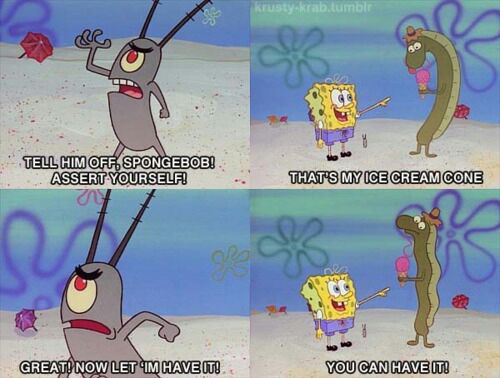 TELL HIM OFF, SPONGEBOB!
ASSERT YOURSELF!
krusty-krab.tumblr
THAT'S MY ICE CREAM CONE
GREAT! NOW LET 'IM HAVE IT!
YOU CAN HAVE IT!